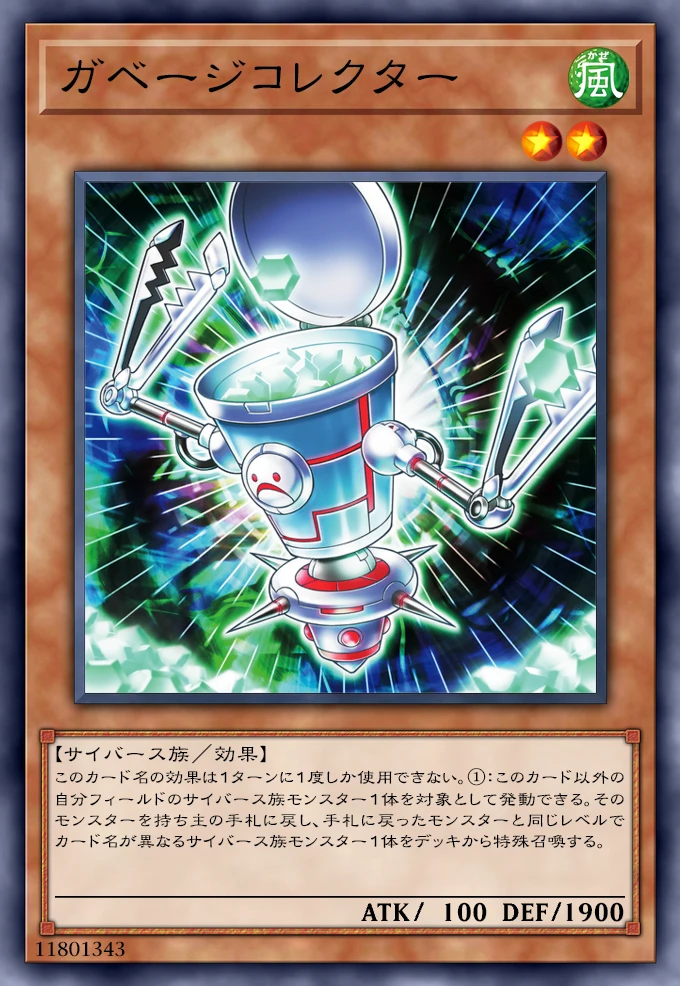 ガベージコレクター
かぜ
風
【サイバース族／効果】
このカード名の効果は1ターンに1度しか使用できない。①：このカード以外の
自分フィールドのサイバース族モンスター1体を対象として発動できる。その
モンスターを持ち主の手札に戻し、手札に戻ったモンスターと同じレベルで
カード名が異なるサイバース族モンスター1体をデッキから特殊召喚する。
ATK/ 100 DEF/1900
11801343